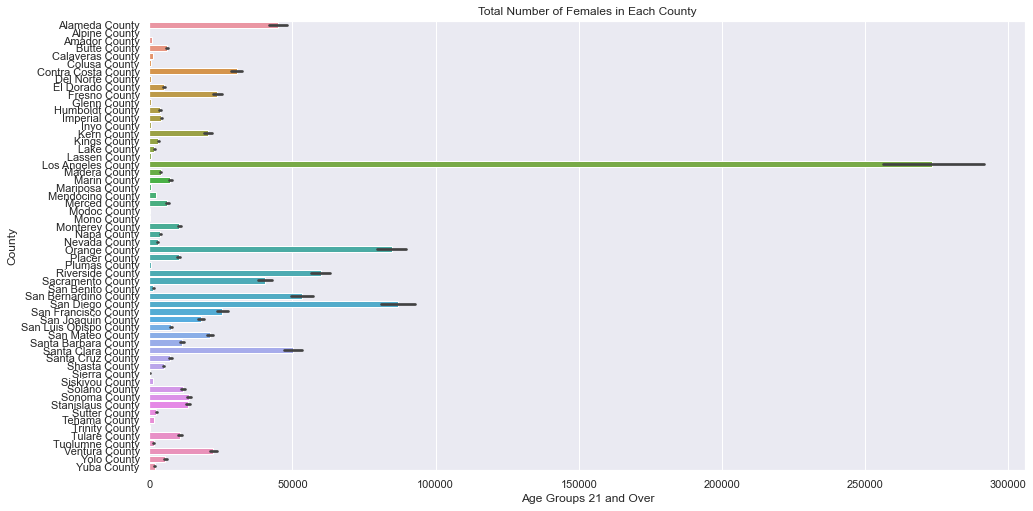 Total Number of Females in Each County
County
Alameda County
Alpine County
Amador County
Butte County
Calaveras County
Colusa County
Contra Costa County
Del Norte County
El Dorado County
Fresno County
Glenn County
Humboldt County
Imperial County
Inyo County
Kern County
Kings County
Lake County
Lassen County
Los Angeles County
Madera County
Marin County
Mariposa County
Mendocino County
Merced County
Modoc County
Mono County
Monterey County
Napa County
Nevada County
Orange County
Placer County
Plumas County
Riverside County
Sacramento County
San Benito County
San Bernardino County
San Diego County
San Francisco County
San Joaquin County
San Luis Obispo County
San Mateo County
Santa Barbara County
Santa Clara County
Santa Cruz County
Shasta County
Sierra County
Siskiyou County
Solano County
Sonoma County
Stanislaus County
Sutter County
Tehama County
Trinity County
Tulare County
Tuolumne County
Ventura County
Yolo County
Yuba County
0 50000 100000 150000 200000 250000 300000
Age Groups 21 and Over